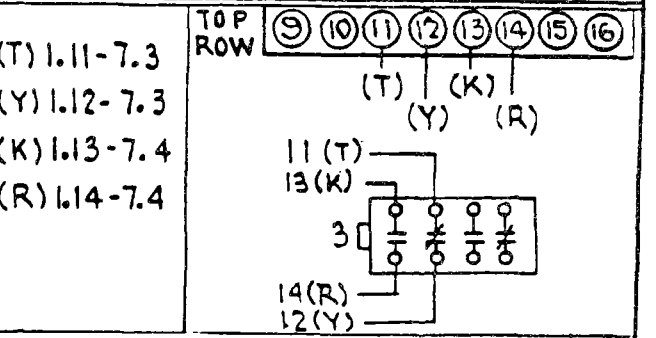 (T) 1.11-7.3
(Y) 1.12-7.3
(K) 1.13-7.4
(R) 1.14-7.4
TOP
ROW
9 10 11 12 13 14 15 16
(T) (K)
(Y) (R)
11 (T)
13 (K)
3
14 (R)
12 (Y)